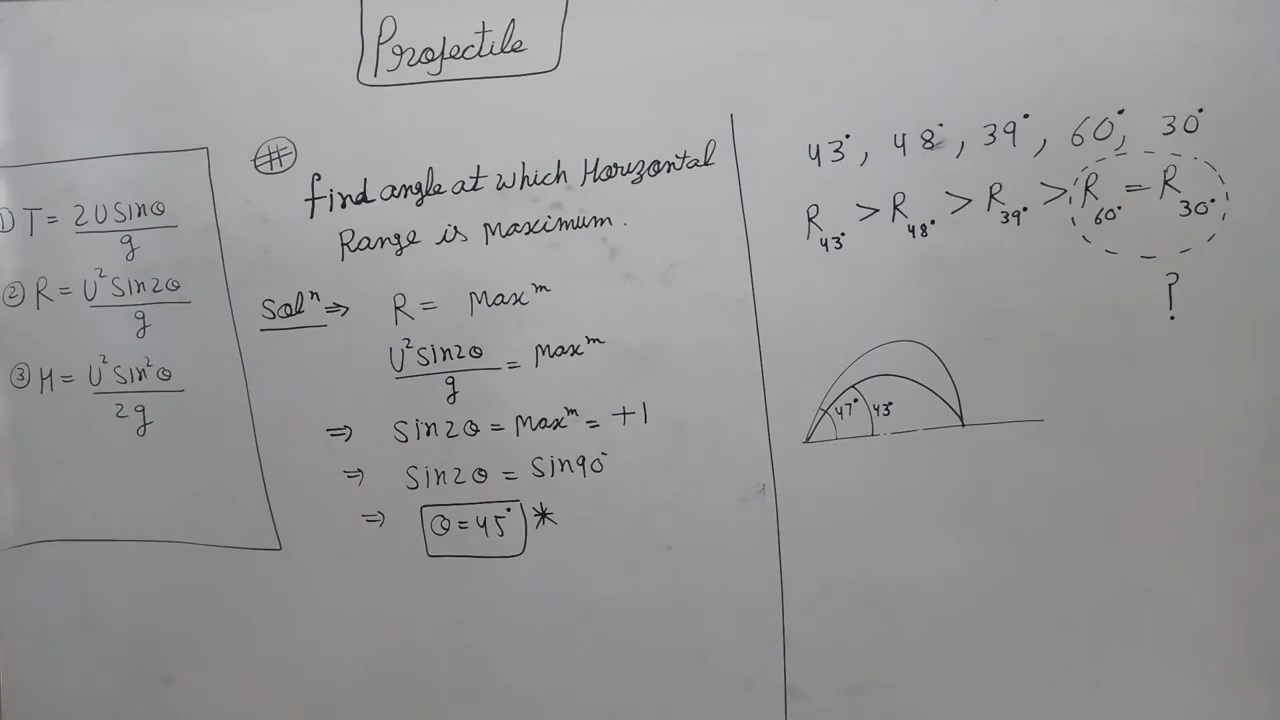 Projectile
1) T = 2USinθ / g
② R = U² Sin2θ / g
③ H = U² Sin²θ / 2g
# find angle at which Horizontal
Range is Maximum.
Solⁿ ⇒ R = Maxᵐ
U² Sin2θ / g = Maxᵐ
⇒ Sin2θ = Maxᵐ = +1
⇒ Sin2θ = Sin90°
⇒ θ = 45° *
43°, 48°, 39°, 60°, 30°
R43° > R48° > R39° > R60° = R30°
?
47° 43°